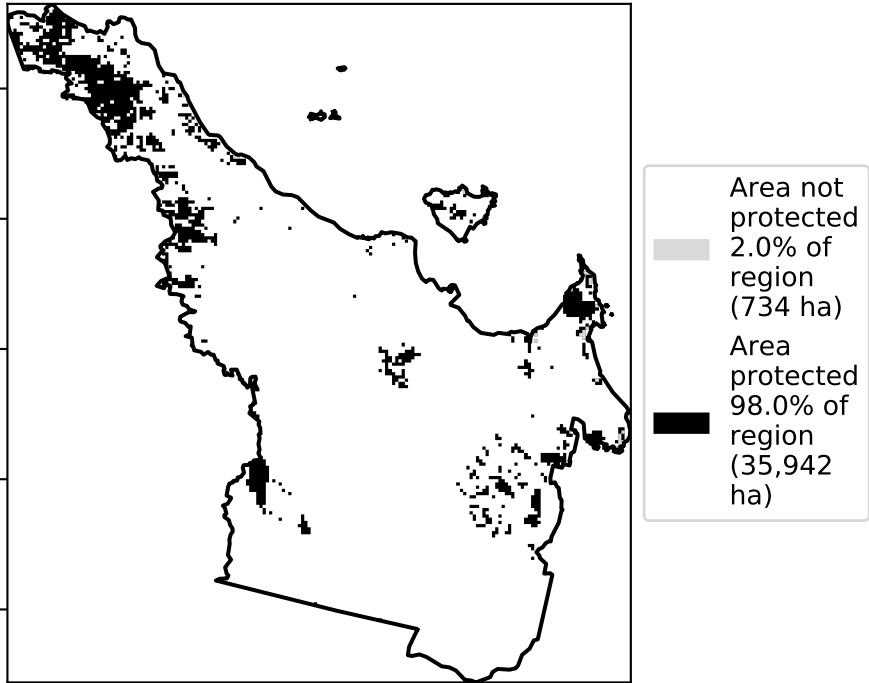 Area not
protected
2.0% of
region
(734 ha)
Area
protected
98.0% of
region
(35,942
ha)